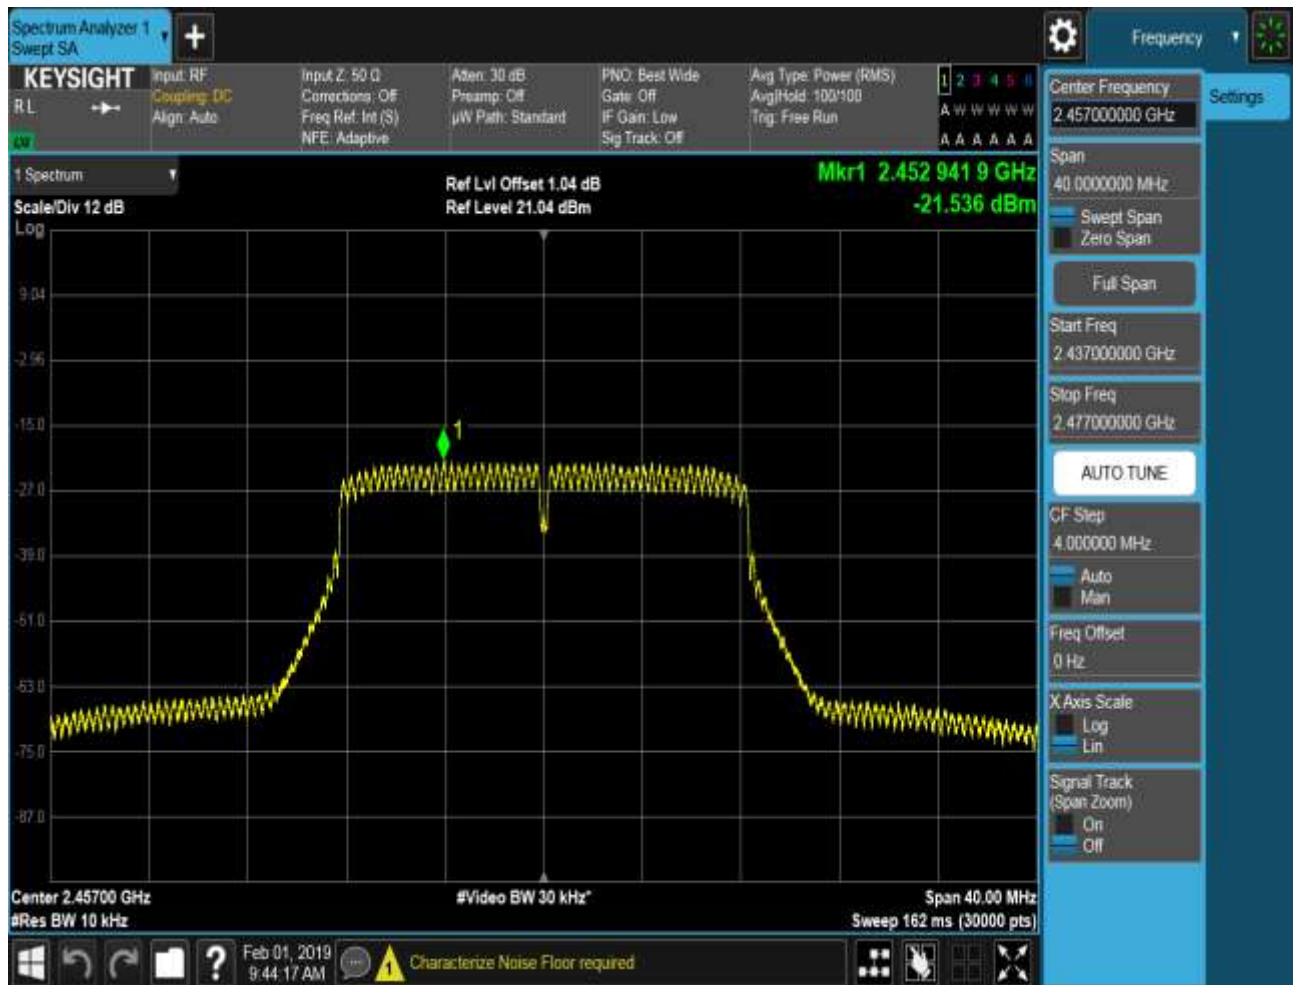 Spectrum Analyzer 1
Swept SA
+
Frequency
KEYSIGHT
R L
Input: RF
Coupling: DC
Align: Auto
Input Z: 50 Ω
Corrections: Off
Freq Ref: Int (S)
NFE: Adaptive
Atten: 30 dB
Preamp: Off
µW Path: Standard
PNO: Best Wide
Gate: Off
IF Gain: Low
Sig Track: Off
Avg Type: Power (RMS)
Avg|Hold: 100/100
Trig: Free Run
1 2 3 4 5 6
A W W W W W
A A A A A A
Center Frequency
2.457000000 GHz
Settings
Span
40.0000000 MHz
Swept Span
Zero Span
Full Span
Start Freq
2.437000000 GHz
Stop Freq
2.477000000 GHz
AUTO TUNE
CF Step
4.000000 MHz
Auto
Man
Freq Offset
0 Hz
X Axis Scale
Log
Lin
Signal Track
(Span Zoom)
On
Off
1 Spectrum
Scale/Div 12 dB
Log
Ref Lvl Offset 1.04 dB
Ref Level 21.04 dBm
Mkr1 2.452 941 9 GHz
-21.536 dBm
9.04
-2.96
-15.0
-27.0
-39.0
-51.0
-63.0
-75.0
-87.0
1
Center 2.45700 GHz
#Video BW 30 kHz*
Span 40.00 MHz
#Res BW 10 kHz
Sweep 162 ms (30000 pts)
?
Feb 01, 2019
9:44:17 AM
1
Characterize Noise Floor required